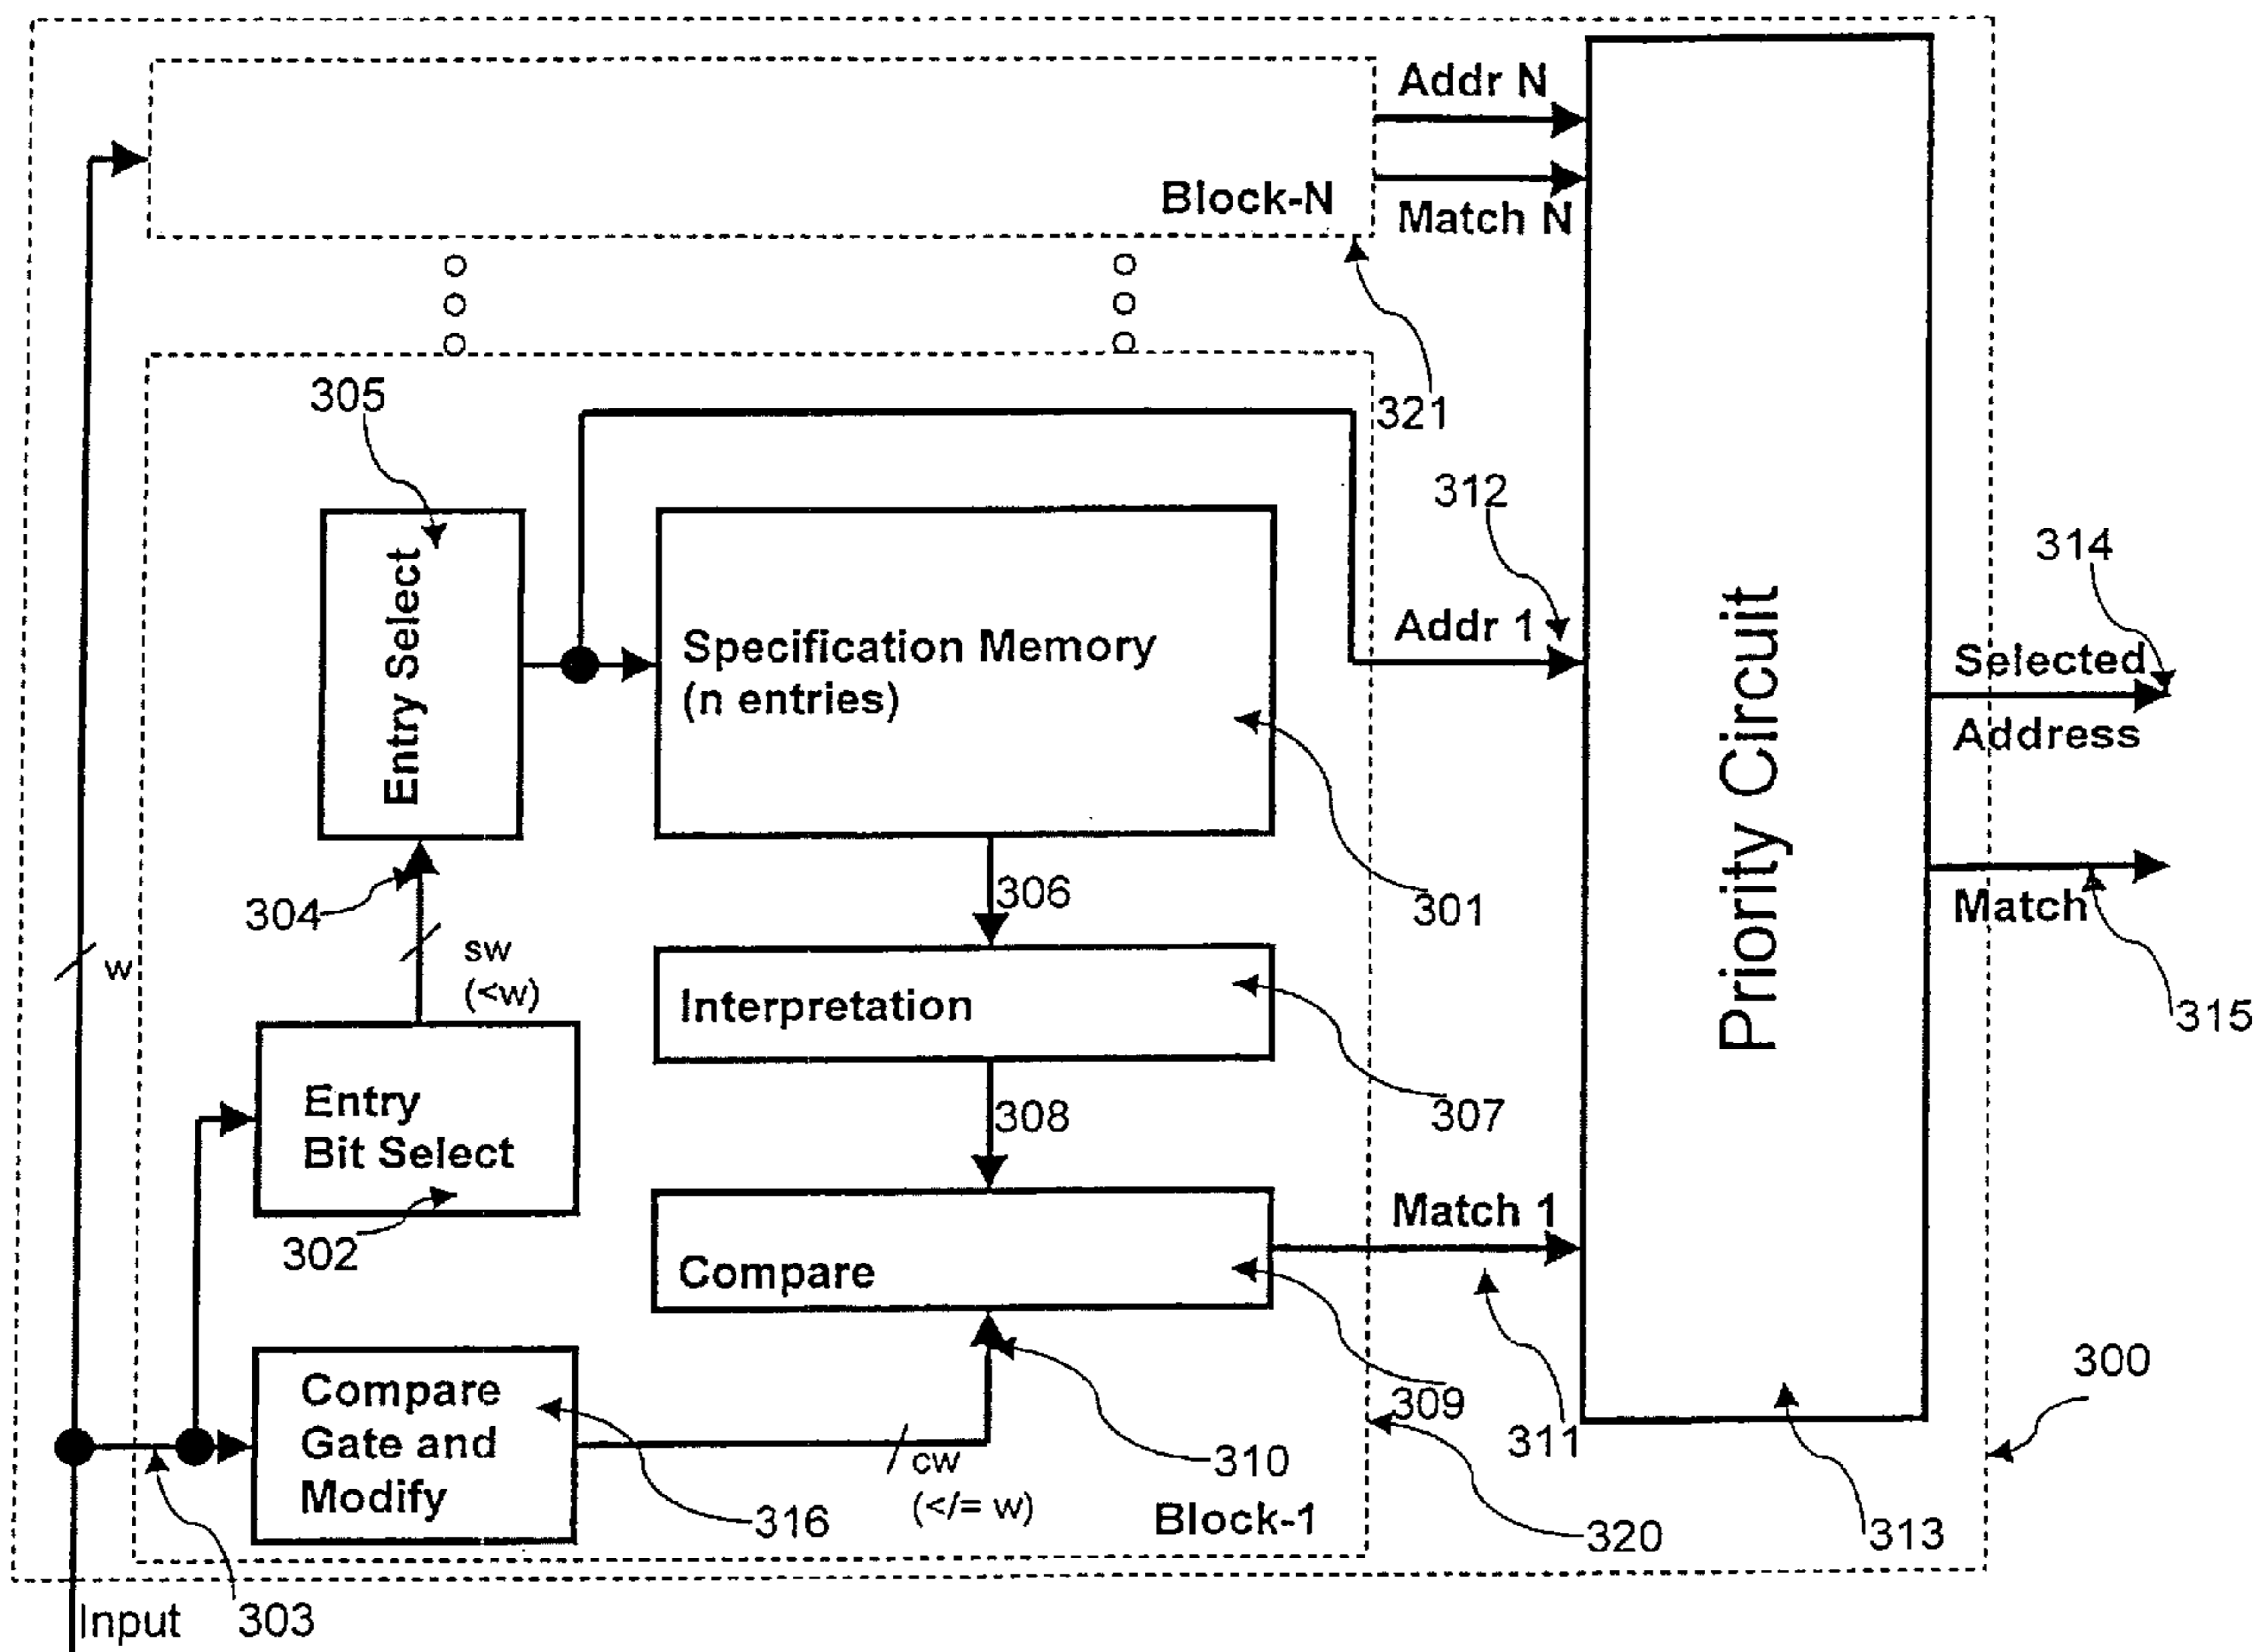 Addr N
Block-N
Match N
305
321
312
314
Entry Select
Specification Memory
(n entries)
Addr 1
Priority Circuit
Selected
Address
304
306
301
w
sw
(<w)
Match
Interpretation
315
Entry
Bit Select
308
307
302
Match 1
Compare
300
Compare
Gate and
Modify
309
311
cw
(</= w)
310
316
Block-1
320
313
Input
303